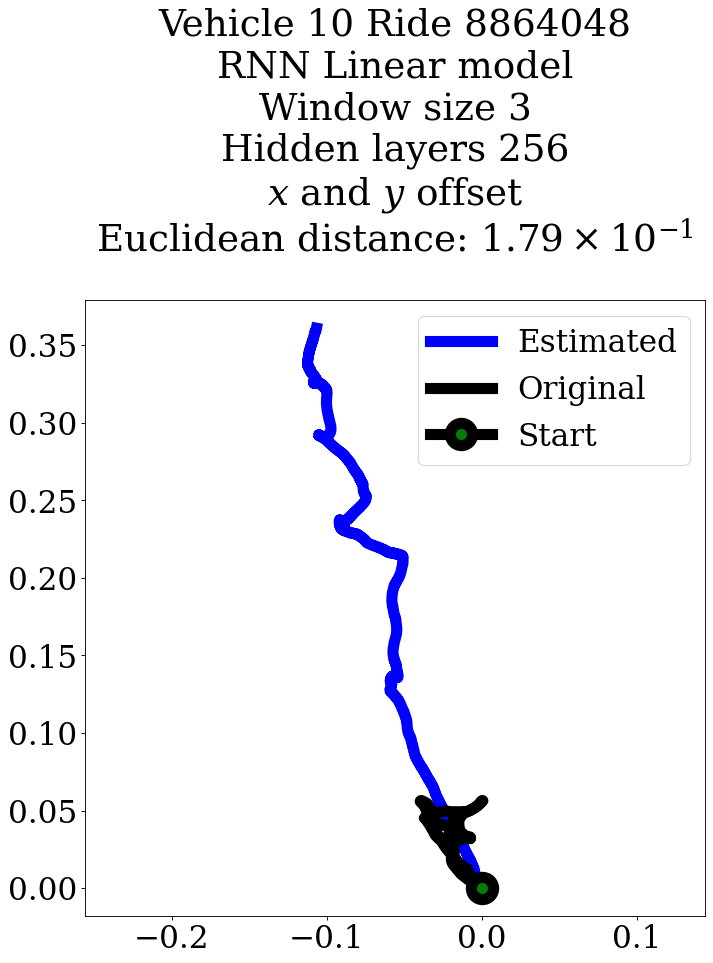 Vehicle 10 Ride 8864048
RNN Linear model
Window size 3
Hidden layers 256
x and y offset
Euclidean distance: 1.79 × 10⁻¹
Estimated
Original
Start
0.35
0.30
0.25
0.20
0.15
0.10
0.05
0.00
−0.2 −0.1 0.0 0.1